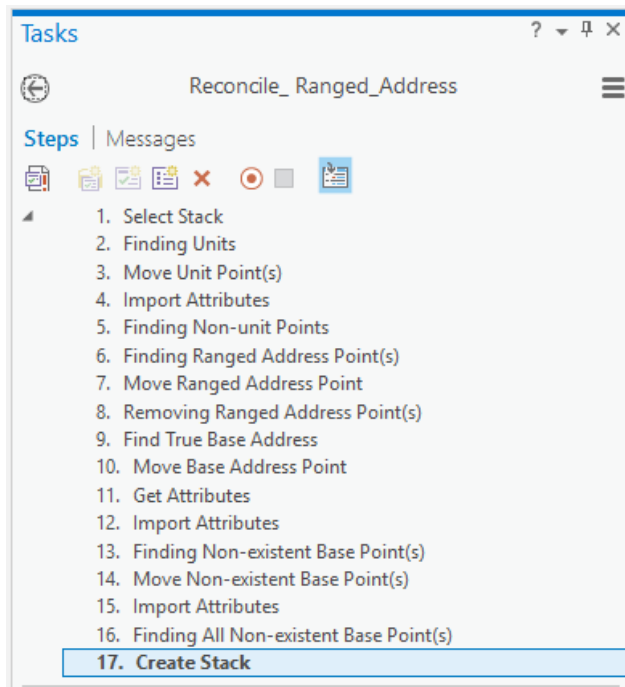 Tasks
?
Reconcile_ Ranged_Address
Steps | Messages
1. Select Stack
2. Finding Units
3. Move Unit Point(s)
4. Import Attributes
5. Finding Non-unit Points
6. Finding Ranged Address Point(s)
7. Move Ranged Address Point
8. Removing Ranged Address Point(s)
9. Find True Base Address
10. Move Base Address Point
11. Get Attributes
12. Import Attributes
13. Finding Non-existent Base Point(s)
14. Move Non-existent Base Point(s)
15. Import Attributes
16. Finding All Non-existent Base Point(s)
17. Create Stack